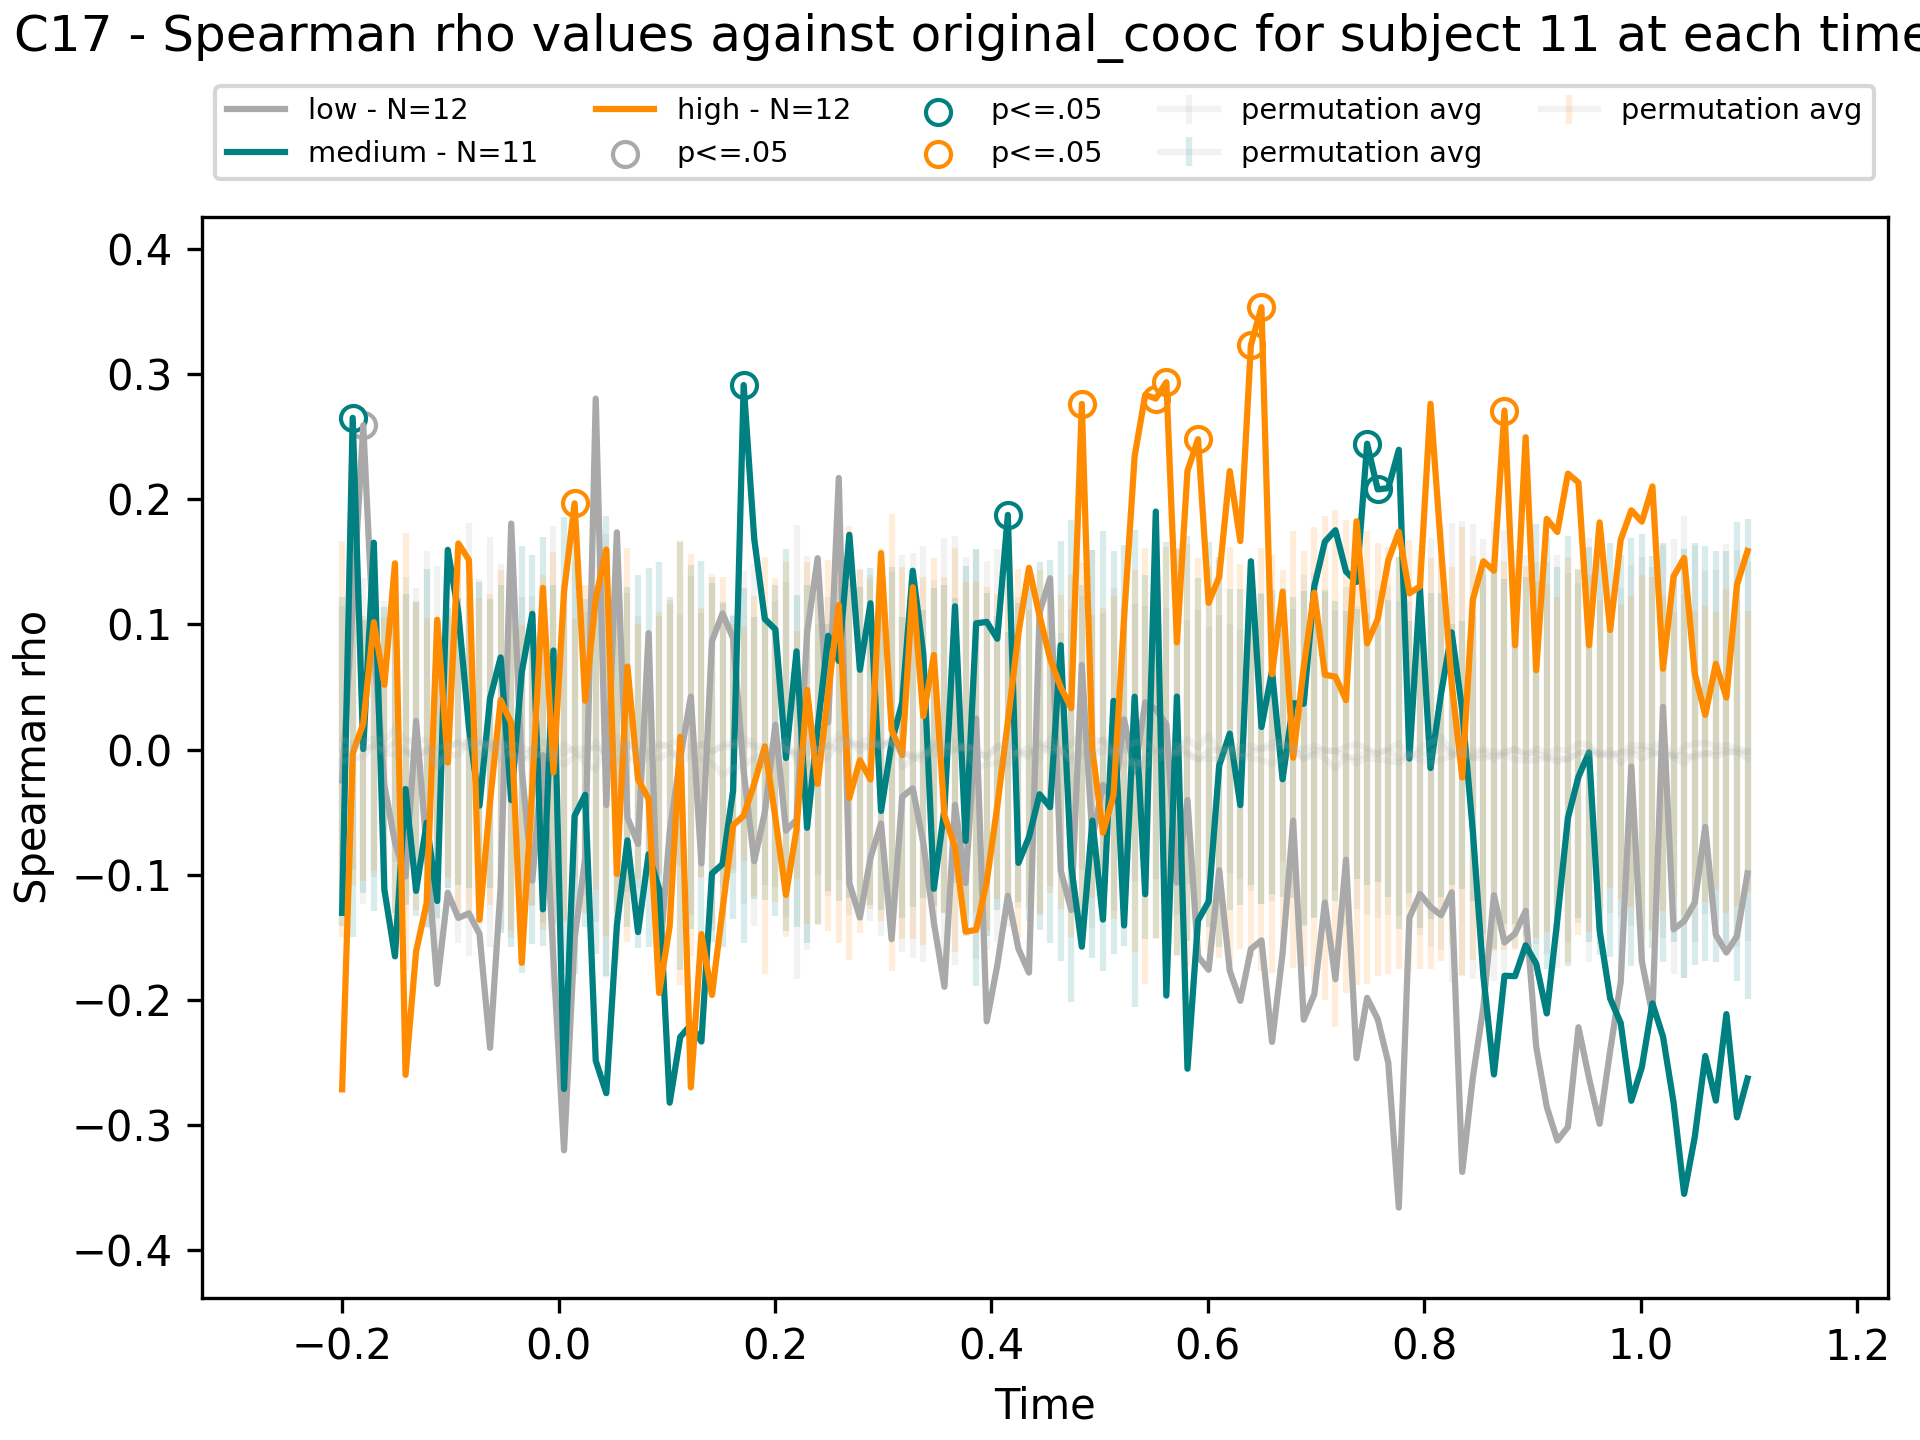 C17 - Spearman rho values against original_cooc for subject 11 at each time
low - N=12
medium - N=11
high - N=12
p<=.05
p<=.05
p<=.05
permutation avg
permutation avg
permutation avg
Spearman rho
0.4
0.3
0.2
0.1
0.0
−0.1
−0.2
−0.3
−0.4
−0.2
0.0
0.2
0.4
0.6
0.8
1.0
1.2
Time